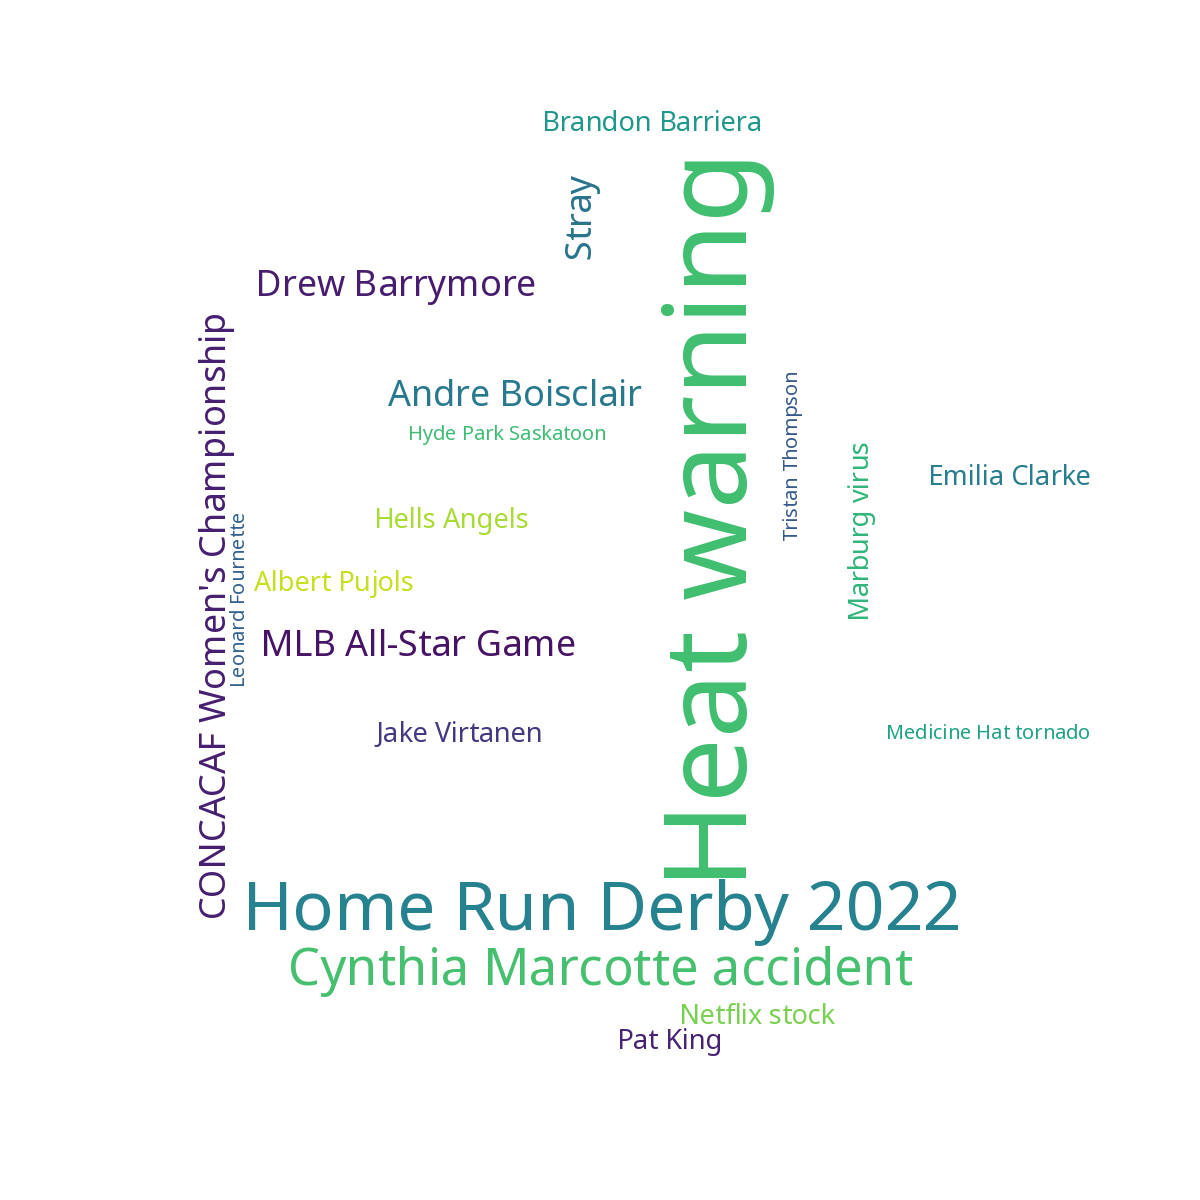 Brandon Barriera
Stray
Heat warning
Drew Barrymore
CONCACAF Women's Championship
Andre Boisclair
Hyde Park Saskatoon
Tristan Thompson
Marburg virus
Emilia Clarke
Hells Angels
Leonard Fournette
Albert Pujols
MLB All-Star Game
Jake Virtanen
Medicine Hat tornado
Home Run Derby 2022
Cynthia Marcotte accident
Netflix stock
Pat King